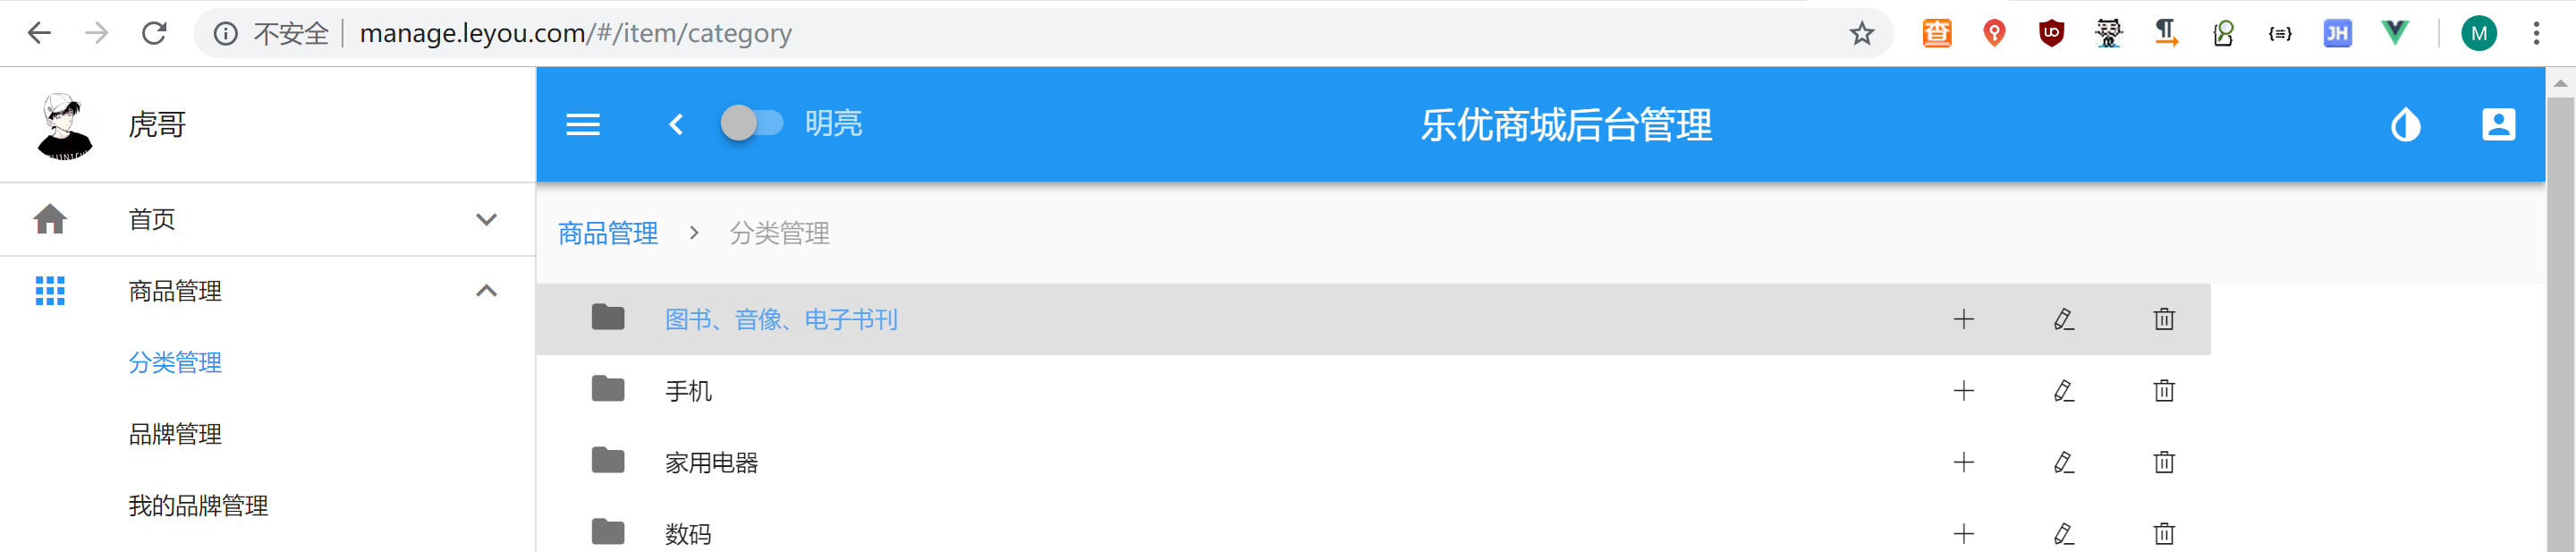 不安全 | manage.leyou.com/#/item/category
查
UO
{≡}
JH
M
虎哥
明亮
乐优商城后台管理
首页
商品管理
分类管理
品牌管理
我的品牌管理
商品管理 > 分类管理
图书、音像、电子书刊
手机
家用电器
数码